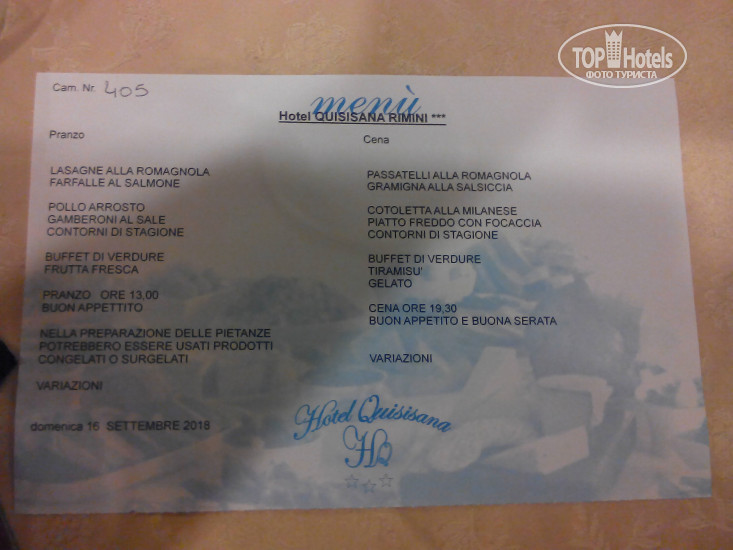 TOP Hotels
ФОТО ТУРИСТА
Cam. Nr. 405
menù
Hotel QUISISANA RIMINI ***
Pranzo
LASAGNE ALLA ROMAGNOLA
FARFALLE AL SALMONE
POLLO ARROSTO
GAMBERONI AL SALE
CONTORNI DI STAGIONE
BUFFET DI VERDURE
FRUTTA FRESCA
PRANZO ORE 13,00
BUON APPETTITO
NELLA PREPARAZIONE DELLE PIETANZE
POTREBBERO ESSERE USATI PRODOTTI
CONGELATI O SURGELATI
VARIAZIONI
domenica 16 SETTEMBRE 2018
Cena
PASSATELLI ALLA ROMAGNOLA
GRAMIGNA ALLA SALSICCIA
COTOLETTA ALLA MILANESE
PIATTO FREDDO CON FOCACCIA
CONTORNI DI STAGIONE
BUFFET DI VERDURE
TIRAMISU'
GELATO
CENA ORE 19,30
BUON APPETITO E BUONA SERATA
VARIAZIONI
Hotel Quisisana
HQ